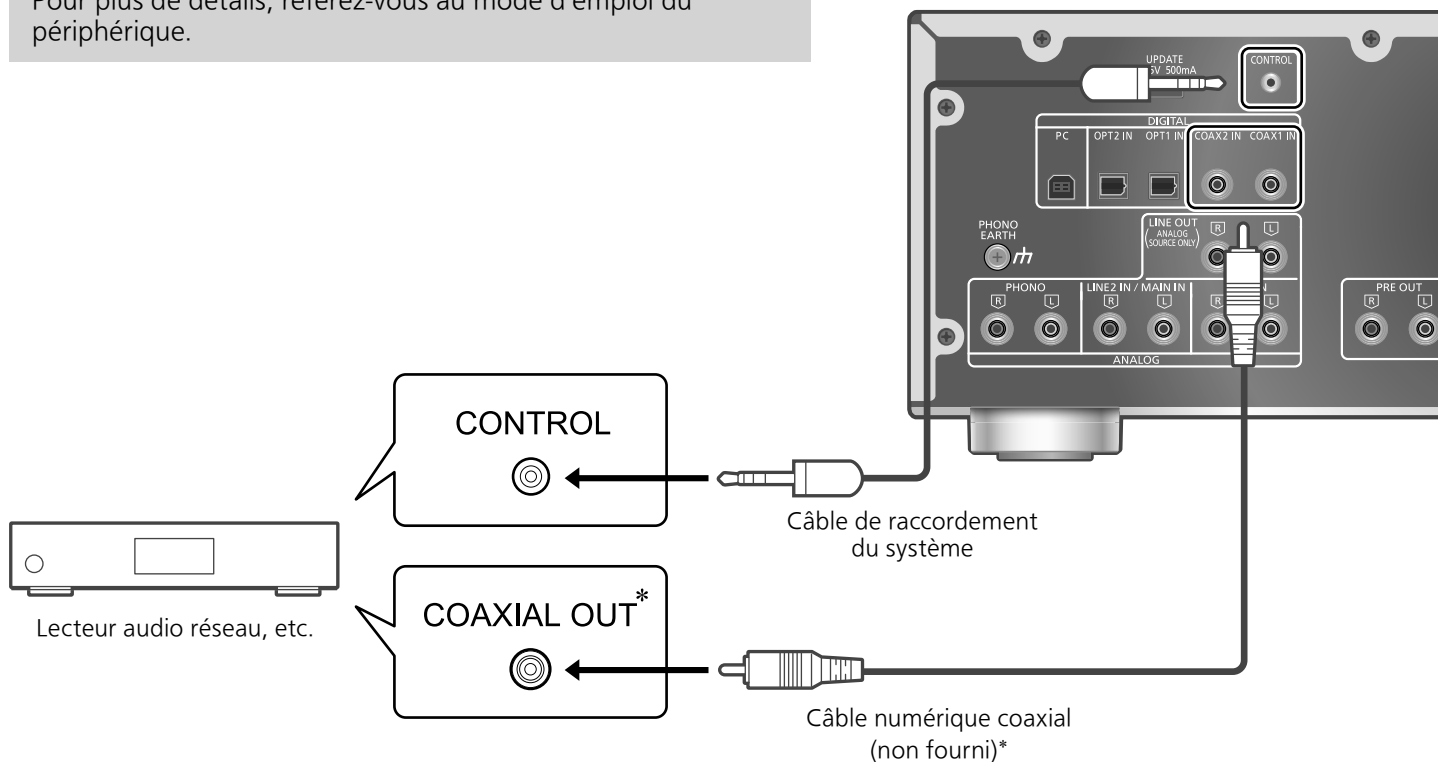 Pour plus de détails, référez-vous au mode d'emploi du
périphérique.
UPDATE
5V 500mA
CONTROL
DIGITAL
PC
OPT2 IN
OPT1 IN
COAX2 IN
COAX1 IN
PHONO
EARTH
LINE OUT
(ANALOG
SOURCE ONLY)
R
L
PHONO
LINE2 IN / MAIN IN
PRE OUT
R
L
R
L
R
L
R
L
ANALOG
CONTROL
Câble de raccordement
du système
COAXIAL OUT*
Lecteur audio réseau, etc.
Câble numérique coaxial
(non fourni)*